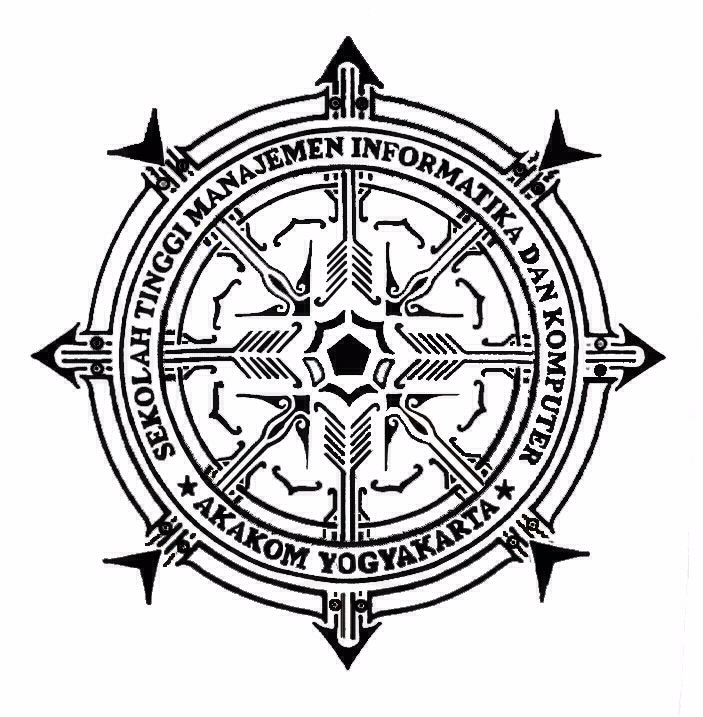 SEKOLAH TINGGI MANAJEMEN INFORMATIKA DAN KOMPUTER
AKAKOM YOGYAKARTA